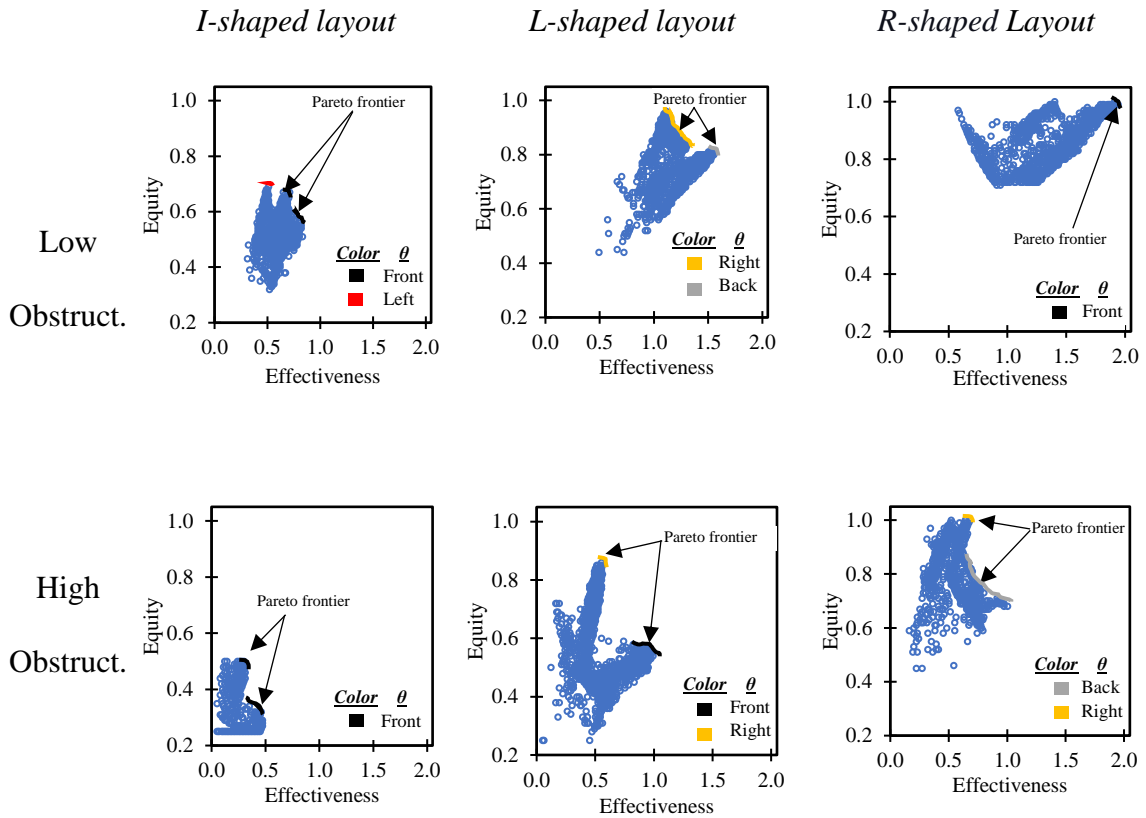 I-shaped layout
L-shaped layout
R-shaped Layout
Low
Obstruct.
Equity
1.0
0.8
0.6
0.4
0.2
0.0
0.5
1.0
1.5
2.0
Effectiveness
Pareto frontier
Color θ
Front
Left
Equity
1.0
0.8
0.6
0.4
0.2
0.0
0.5
1.0
1.5
2.0
Effectiveness
Pareto frontier
Color θ
Right
Back
Equity
1.0
0.8
0.6
0.4
0.2
0.0
0.5
1.0
1.5
2.0
Effectiveness
Pareto frontier
Color θ
Front
High
Obstruct.
Equity
1.0
0.8
0.6
0.4
0.2
0.0
0.5
1.0
1.5
2.0
Effectiveness
Pareto frontier
Color θ
Front
Equity
1.0
0.8
0.6
0.4
0.2
0.0
0.5
1.0
1.5
2.0
Effectiveness
Pareto frontier
Color θ
Front
Right
Equity
1.0
0.8
0.6
0.4
0.2
0.0
0.5
1.0
1.5
2.0
Effectiveness
Pareto frontier
Color θ
Back
Right